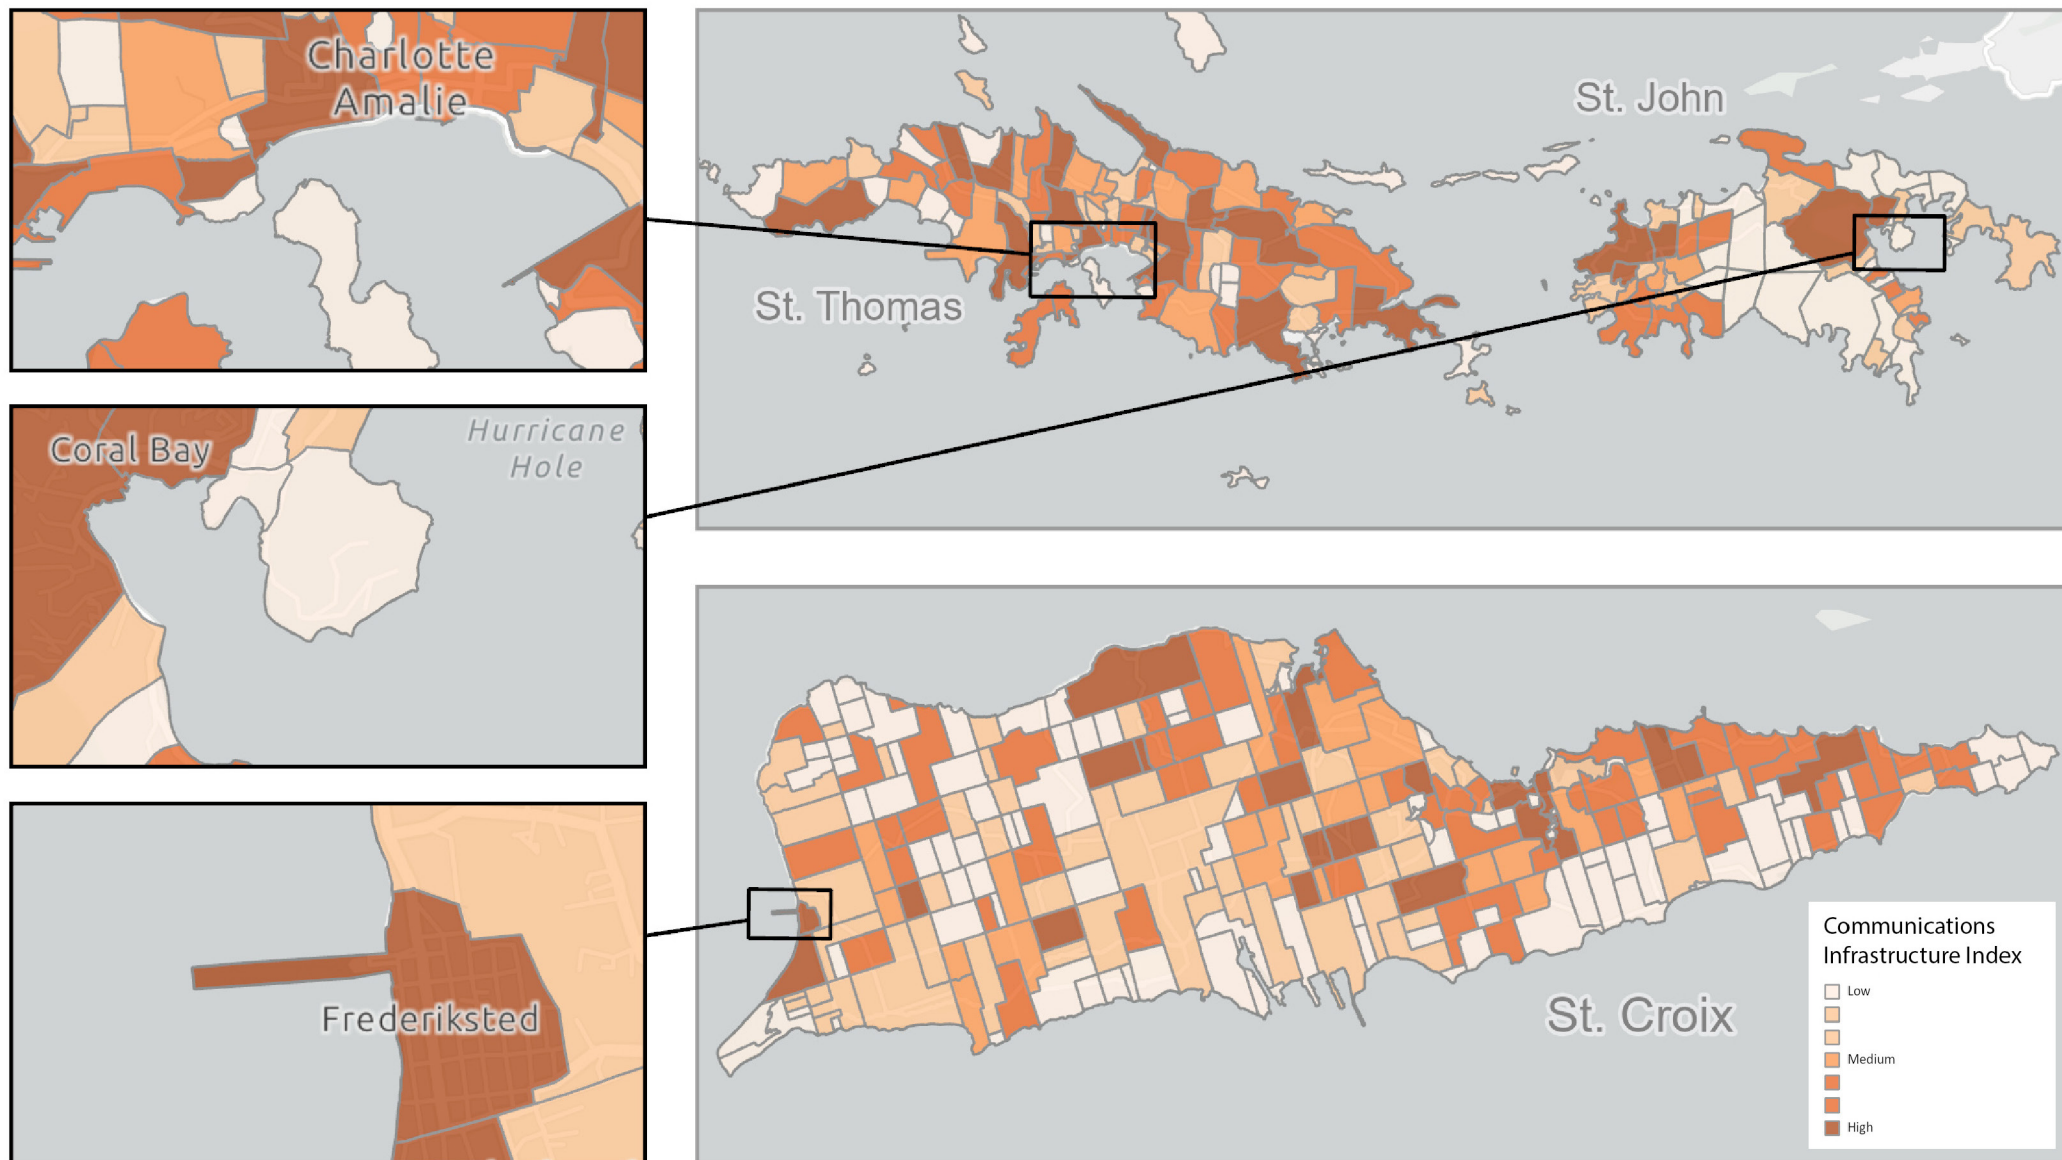 Charlotte
Amalie
St. John
St. Thomas
Coral Bay
Hurricane
Hole
Frederiksted
St. Croix
Communications
Infrastructure Index
Low
Medium
High